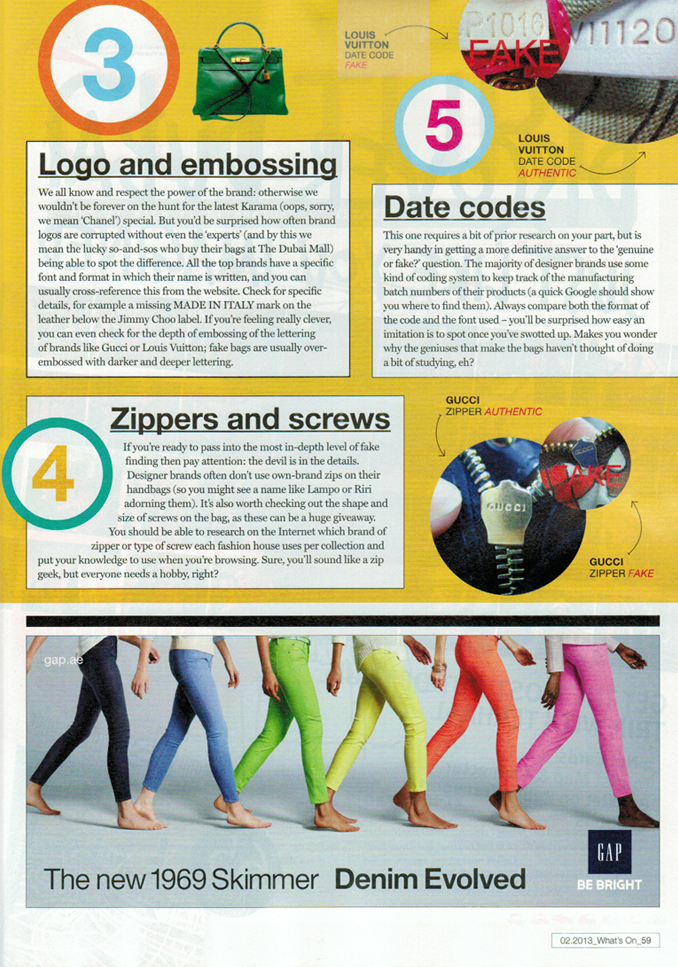 3
LOUIS
VUITTON
DATE CODE
FAKE
P1016
FAKE
VI1120
5
LOUIS
VUITTON
DATE CODE
AUTHENTIC
Logo and embossing
We all know and respect the power of the brand: otherwise we
wouldn't be forever on the hunt for the latest Karama (oops, sorry,
we mean 'Chanel') special. But you'd be surprised how often brand
logos are corrupted without even the 'experts' (and by this we
mean the lucky so-and-sos who buy their bags at The Dubai Mall)
being able to spot the difference. All the top brands have a specific
font and format in which their name is written, and you can
usually cross-reference this from the website. Check for specific
details, for example a missing MADE IN ITALY mark on the
leather below the Jimmy Choo label. If you're feeling really clever,
you can even check for the depth of embossing of the lettering
of brands like Gucci or Louis Vuitton; fake bags are usually over-
embossed with darker and deeper lettering.
Date codes
This one requires a bit of prior research on your part, but is
very handy in getting a more definitive answer to the 'genuine
or fake?' question. The majority of designer brands use some
kind of coding system to keep track of the manufacturing
batch numbers of their products (a quick Google should show
you where to find them). Always compare both the format of
the code and the font used – you'll be surprised how easy an
imitation is to spot once you've swotted up. Makes you wonder
why the geniuses that make the bags haven't thought of doing
a bit of studying, eh?
4
Zippers and screws
If you're ready to pass into the most in-depth level of fake
finding then pay attention: the devil is in the details.
Designer brands often don't use own-brand zips on their
handbags (so you might see a name like Lampo or Riri
adorning them). It's also worth checking out the shape and
size of screws on the bag, as these can be a huge giveaway.
You should be able to research on the Internet which brand of
zipper or type of screw each fashion house uses per collection and
put your knowledge to use when you're browsing. Sure, you'll sound like a zip
geek, but everyone needs a hobby, right?
GUCCI
ZIPPER AUTHENTIC
GUCCI
FAKE
GUCCI
ZIPPER FAKE
gap.ae
The new 1969 Skimmer Denim Evolved
GAP
BE BRIGHT
02.2013_What's On_59